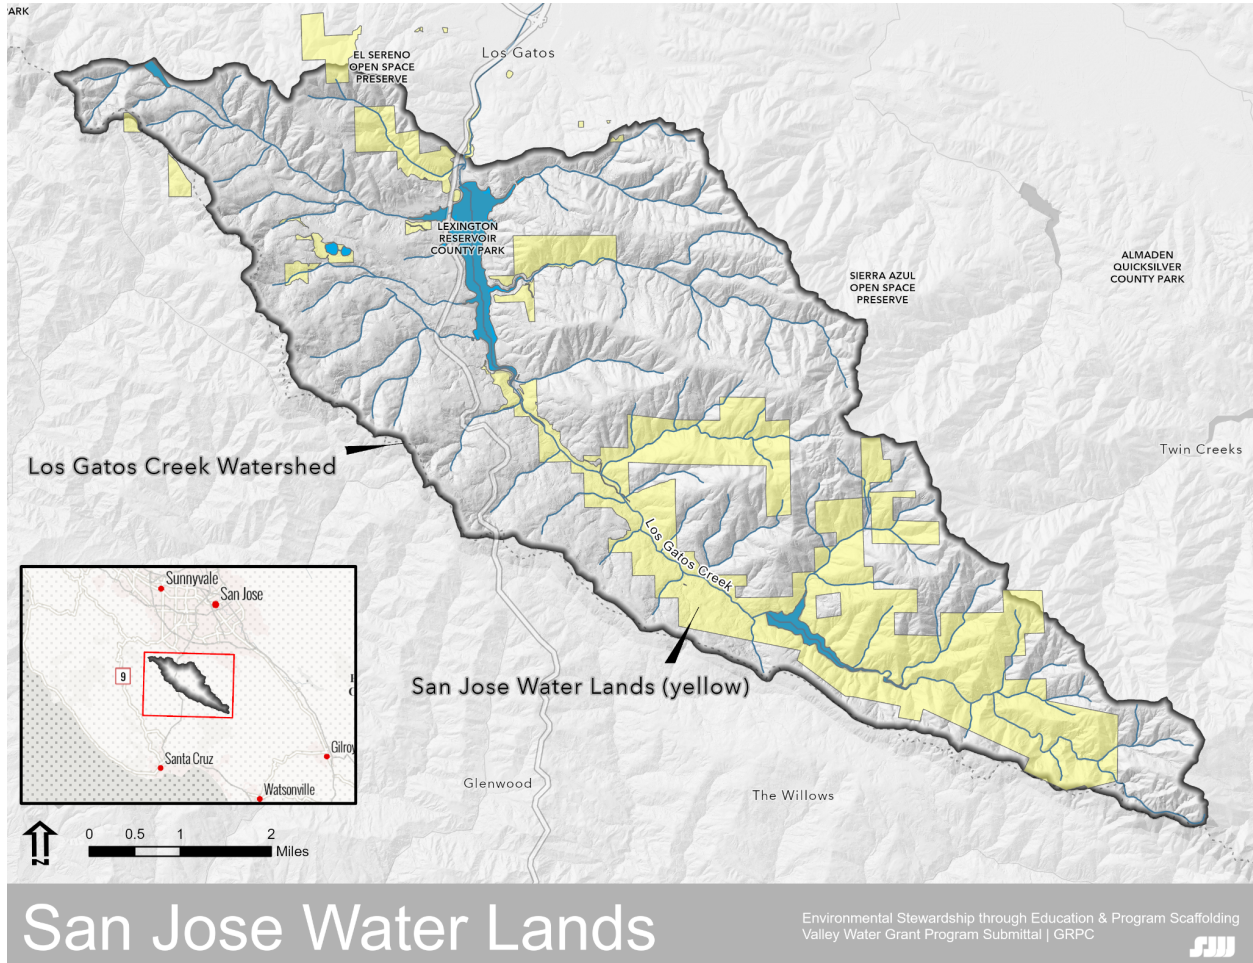 PARK
EL SERENO
OPEN SPACE
PRESERVE
Los Gatos
LEXINGTON
RESERVOIR
COUNTY PARK
SIERRA AZUL
OPEN SPACE
PRESERVE
ALMADEN
QUICKSILVER
COUNTY PARK
Twin Creeks
Los Gatos Creek Watershed
Los Gatos Creek
San Jose Water Lands (yellow)
Glenwood
The Willows
Sunnyvale
San Jose
9
Santa Cruz
Gilroy
Watsonville
N
0 0.5 1 2
Miles
San Jose Water Lands
Environmental Stewardship through Education & Program Scaffolding
Valley Water Grant Program Submittal | GRPC
SJW